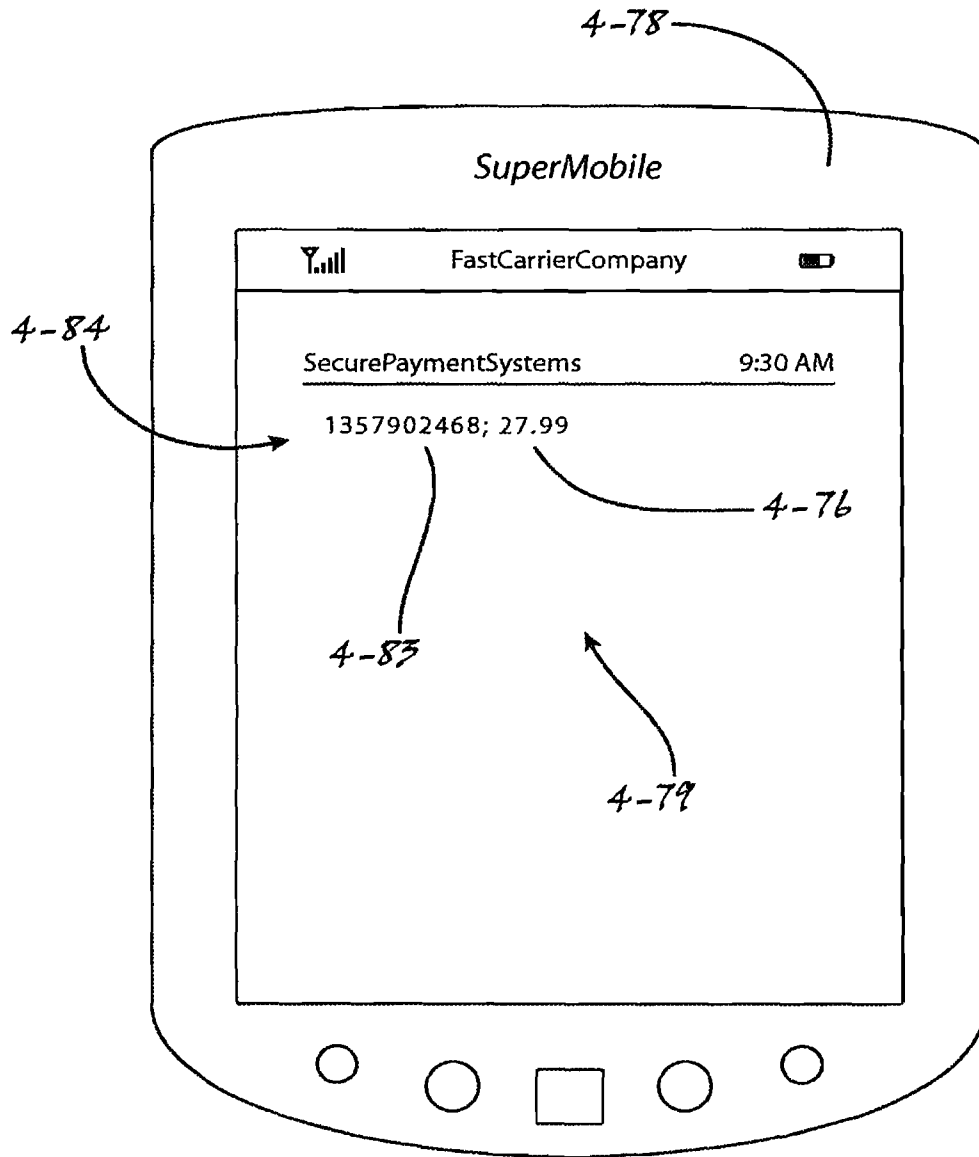 4-78
SuperMobile
FastCarrierCompany
4-84
SecurePaymentSystems 9:30 AM
1357902468; 27.99
4-76
4-83
4-79